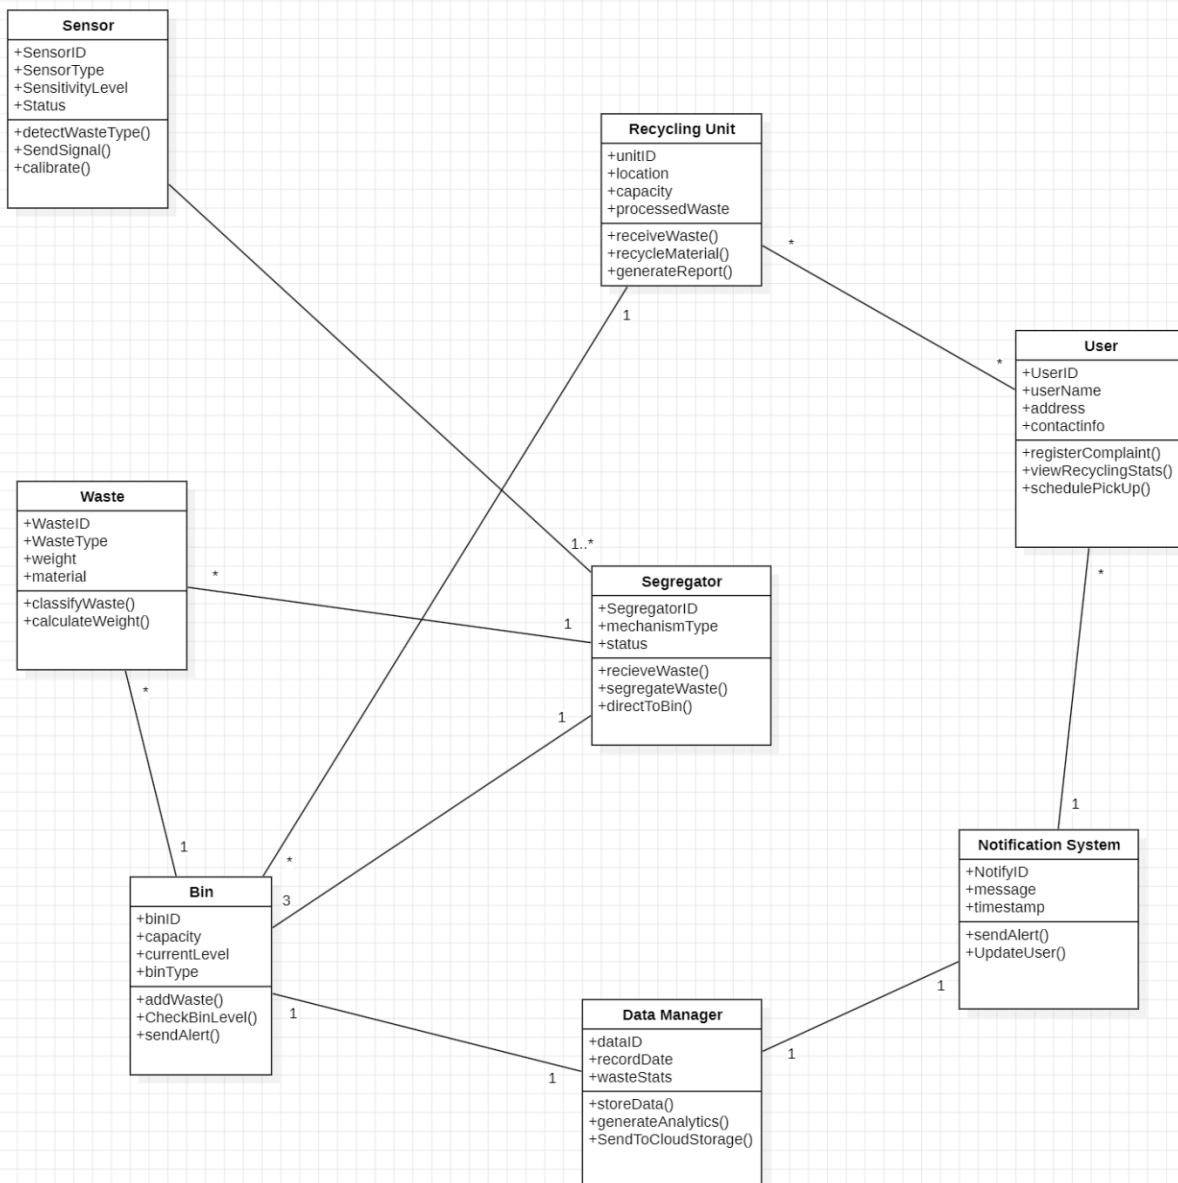 Sensor
+SensorID
+SensorType
+SensitivityLevel
+Status
+detectWasteType()
+SendSignal()
+calibrate()
Recycling Unit
+unitID
+location
+capacity
+processedWaste
+receiveWaste()
+recycleMaterial()
+generateReport()
*
1
*
User
+UserID
+userName
+address
+contactinfo
+registerComplaint()
+viewRecyclingStats()
+schedulePickUp()
*
Waste
+WasteID
+WasteType
+weight
+material
+classifyWaste()
+calculateWeight()
*
*
1..*
1
Segregator
+SegregatorID
+mechanismType
+status
+recieveWaste()
+segregateWaste()
+directToBin()
1
1
*
3
Bin
+binID
+capacity
+currentLevel
+binType
+addWaste()
+CheckBinLevel()
+sendAlert()
1
1
Notification System
+NotifyID
+message
+timestamp
+sendAlert()
+UpdateUser()
1
1
1
Data Manager
+dataID
+recordDate
+wasteStats
+storeData()
+generateAnalytics()
+SendToCloudStorage()